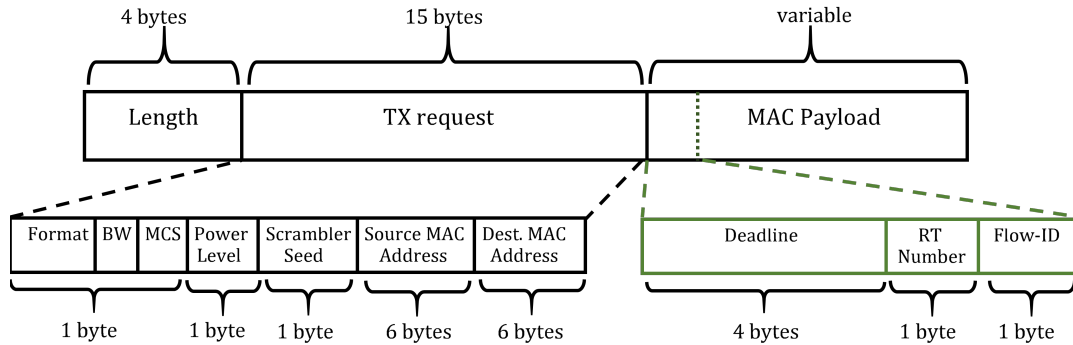 4 bytes
15 bytes
variable
Length
TX request
MAC Payload
Format
BW
MCS
Power
Level
Scrambler
Seed
Source MAC
Address
Dest. MAC
Address
Deadline
RT
Number
Flow-ID
1 byte
1 byte
1 byte
6 bytes
6 bytes
4 bytes
1 byte
1 byte